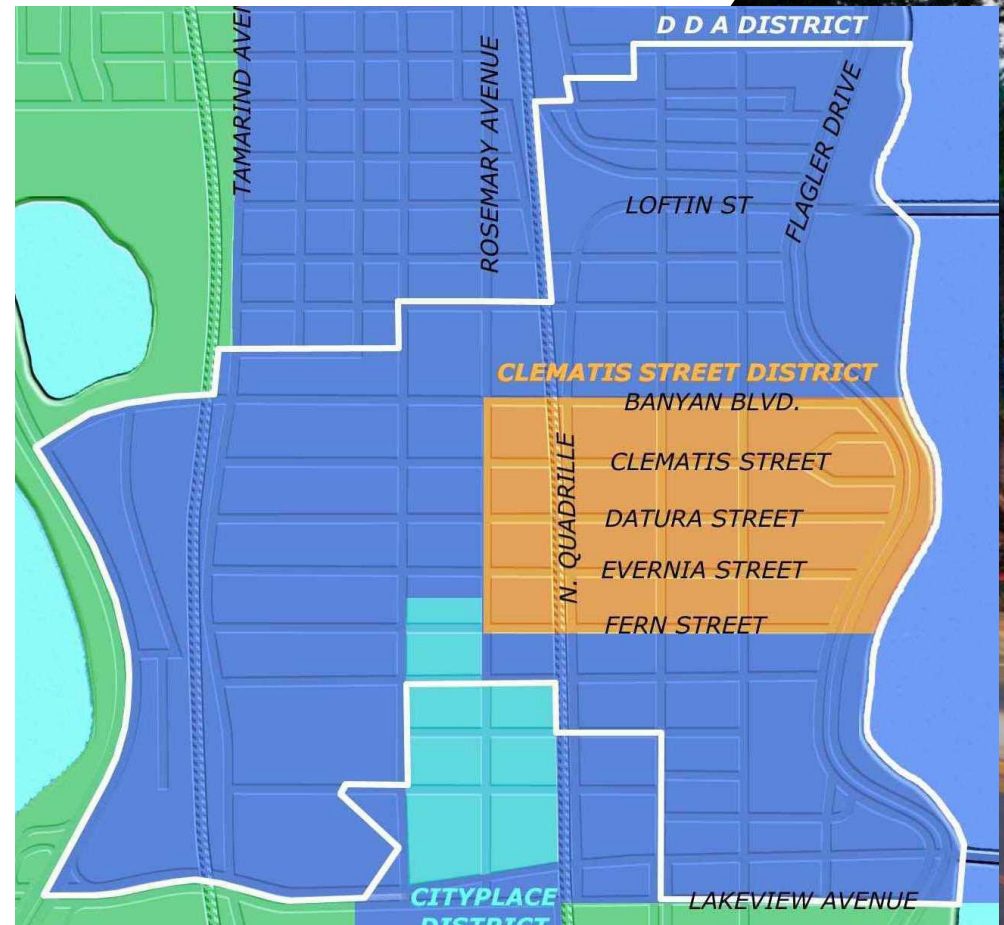 D D A DISTRICT
TAMARIND AVE
ROSEMARY AVENUE
FLAGLER DRIVE
LOFTIN ST
CLEMATIS STREET DISTRICT
BANYAN BLVD.
N. QUADRILLE
CLEMATIS STREET
DATURA STREET
EVERNIA STREET
FERN STREET
CITYPLACE
DISTRICT
LAKEVIEW AVENUE